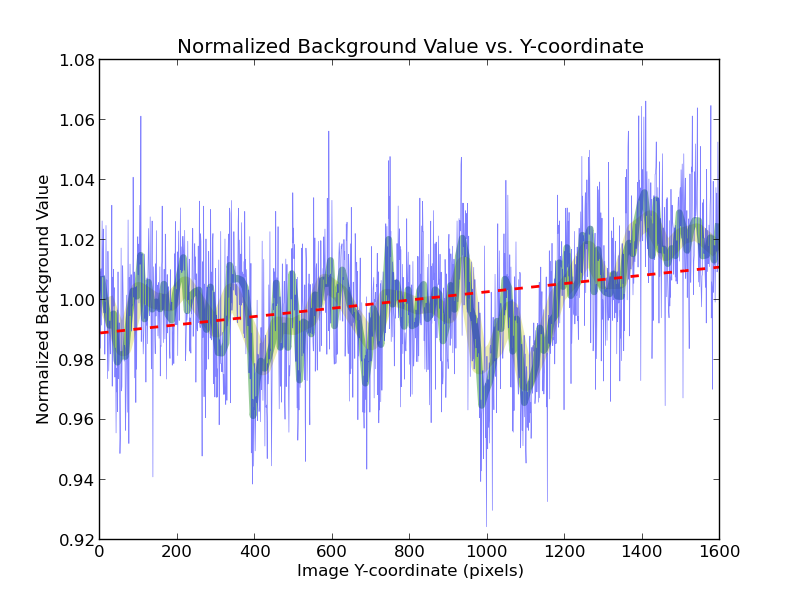 Normalized Background Value vs. Y-coordinate
1.08
1.06
1.04
1.02
1.00
0.98
0.96
0.94
0.92
Normalized Background Value
0 200 400 600 800 1000 1200 1400 1600
Image Y-coordinate (pixels)